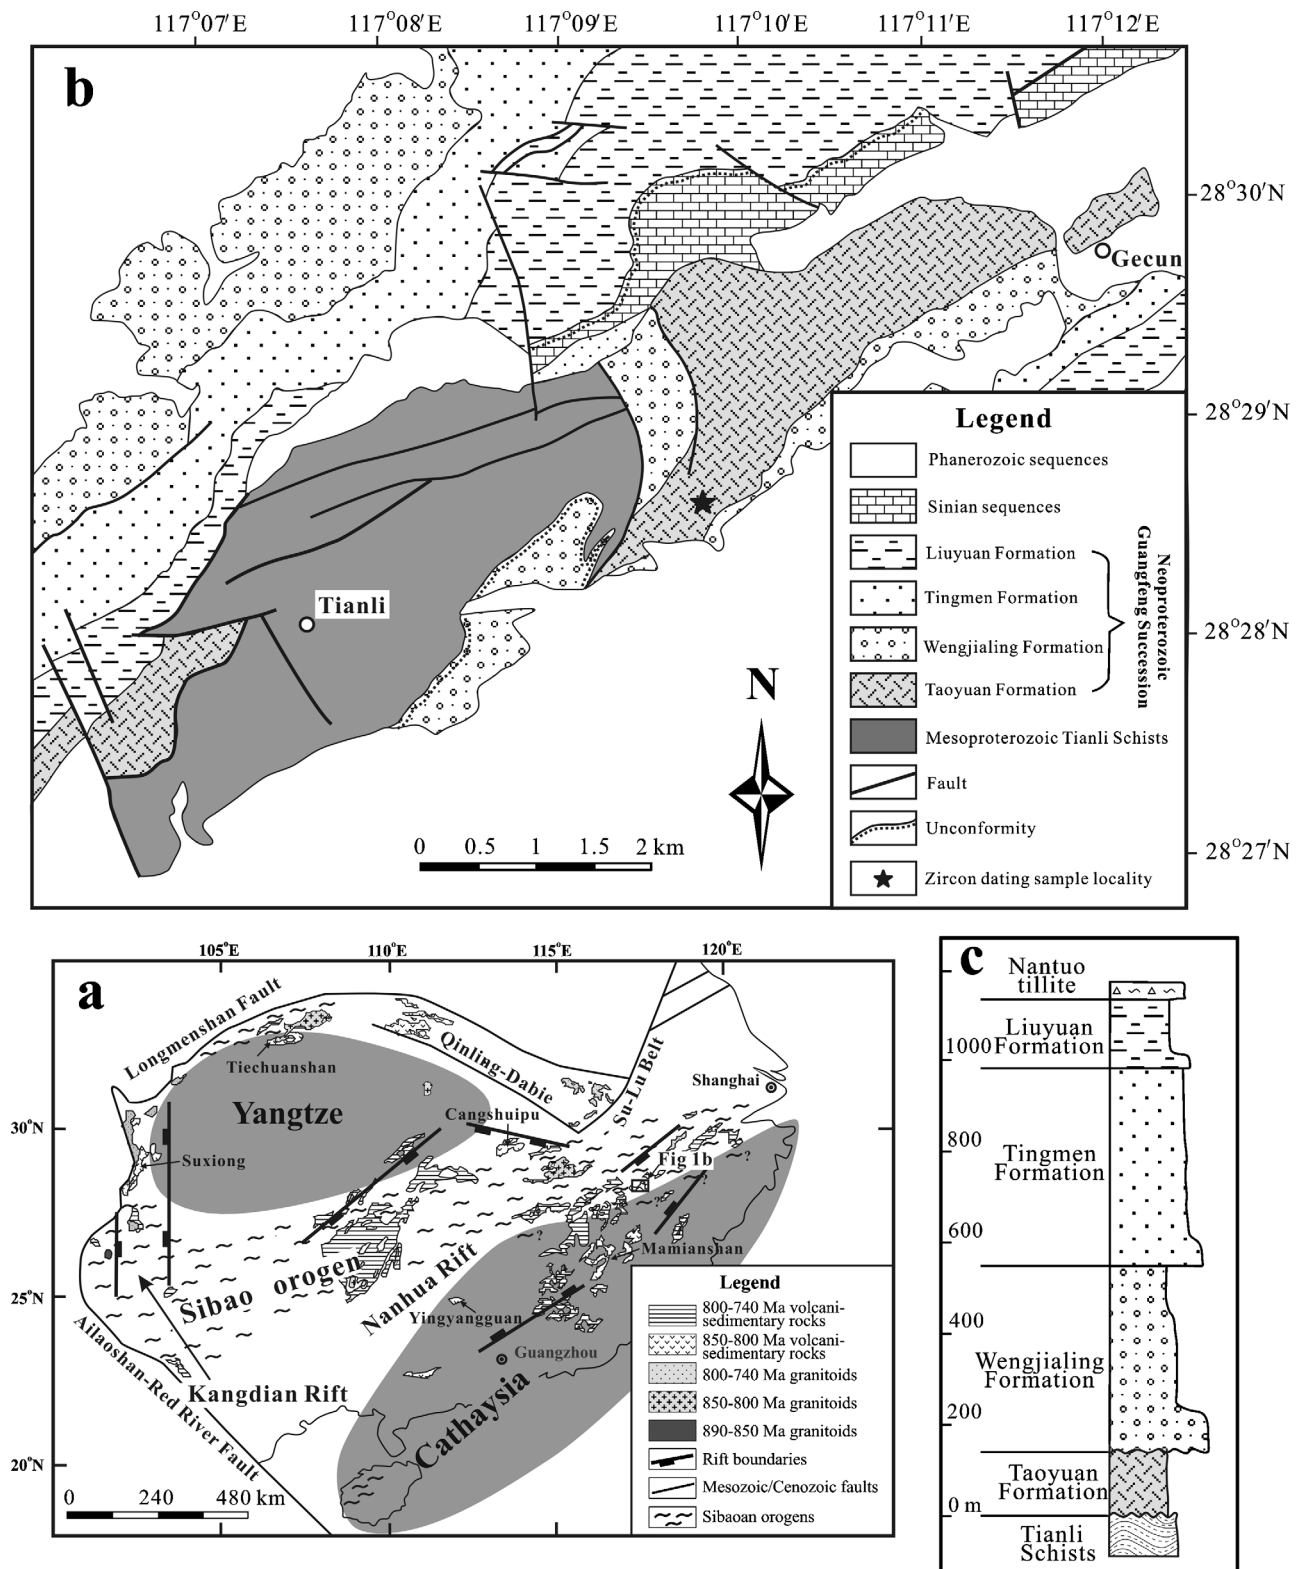 117°07′E 117°08′E 117°09′E 117°10′E 117°11′E 117°12′E
b
28°30′N
Gecun
28°29′N
Tianli
28°28′N
N
28°27′N
0 0.5 1 1.5 2 km
Legend
Phanerozoic sequences
Sinian sequences
Liuyuan Formation
Tingmen Formation
Wengjialing Formation
Taoyuan Formation
Neoproterozoic
Guangfeng Succession
Mesoproterozoic Tianli Schists
Fault
Unconformity
Zircon dating sample locality
105°E 110°E 115°E 120°E
a
Longmenshan Fault
Tiechuanshan
Qinling-Dabie
Su-Lu Belt
Shanghai
Yangtze
Cangshuipu
30°N
Suxiong
Fig 1b
?
?
?
?
Mamianshan
Sibao orogen
Nanhua Rift
25°N
Yingyangguan
Guangzhou
Ailaoshan-Red River Fault
Kangdian Rift
Cathaysia
20°N
0 240 480 km
Legend
800-740 Ma volcani-
sedimentary rocks
850-800 Ma volcani-
sedimentary rocks
800-740 Ma granitoids
850-800 Ma granitoids
890-850 Ma granitoids
Rift boundaries
Mesozoic/Cenozoic faults
Sibaoan orogens
c
Nantuo
tillite
Liuyuan
1000 Formation
800
Tingmen
Formation
600
400
Wengjialing
Formation
200
Taoyuan
Formation
0 m
Tianli
Schists